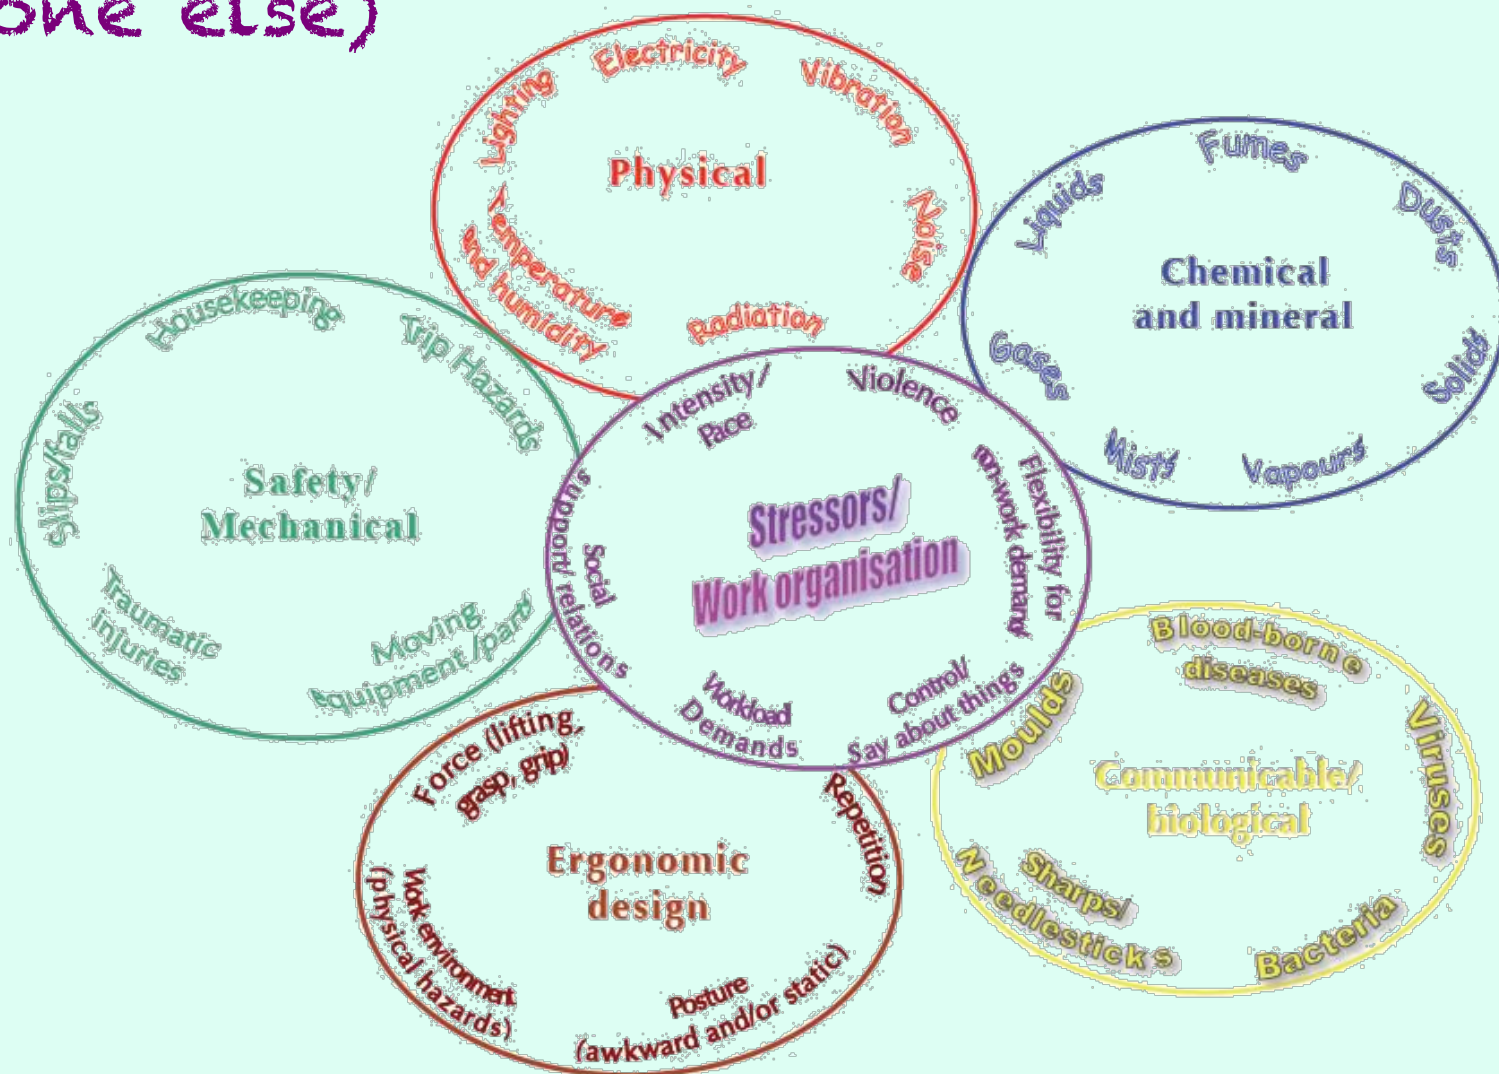 one else)
Physical
Lighting
Electricity
Vibration
Noise
Radiation
Temperature
and humidity
Chemical
and mineral
Liquids
Fumes
Dusts
Solids
Vapours
Mists
Gases
Safety/
Mechanical
Slips/falls
Housekeeping
Trip Hazards
Moving
equipment/parts
Traumatic
injuries
Stressors/
Work organisation
Intensity/
Pace
Violence
Flexibility for
non-work demand
Control/
Say about things
Workload
Demands
Social
support/ relations
Ergonomic
design
Force (lifting,
grasp, grip)
Repetition
Posture
(awkward and/or static)
Work environment
(physical hazards)
Communicable/
biological
Moulds
Blood-borne
diseases
Viruses
Bacteria
Sharps/
Needlesticks